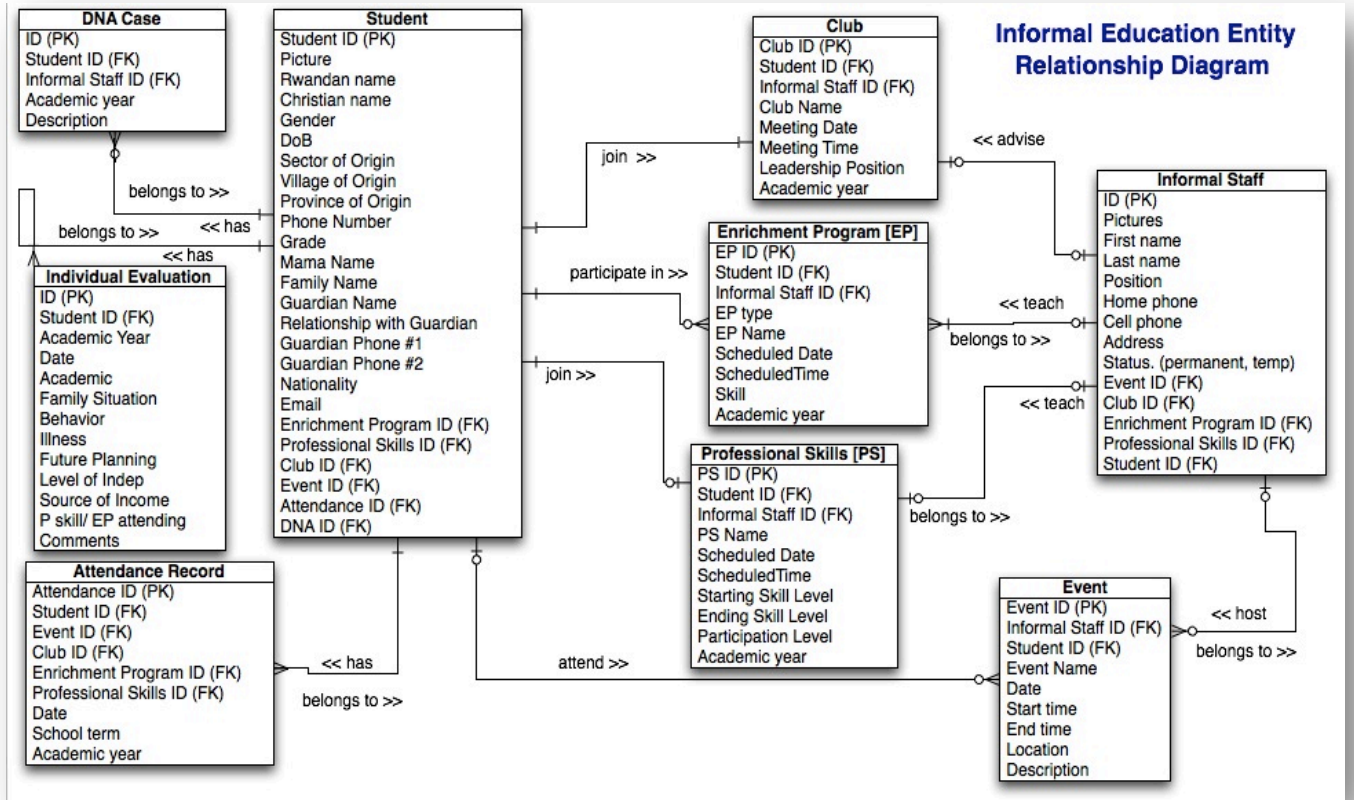 Informal Education Entity
Relationship Diagram
DNA Case
ID (PK)
Student ID (FK)
Informal Staff ID (FK)
Academic year
Description
belongs to >>
<< has
belongs to >>
<< has
Individual Evaluation
ID (PK)
Student ID (FK)
Academic Year
Date
Academic
Family Situation
Behavior
Illness
Future Planning
Level of Indep
Source of Income
P skill/ EP attending
Comments
Attendance Record
Attendance ID (PK)
Student ID (FK)
Event ID (FK)
Club ID (FK)
Enrichment Program ID (FK)
Professional Skills ID (FK)
Date
School term
Academic year
<< has
belongs to >>
Student
Student ID (PK)
Picture
Rwandan name
Christian name
Gender
DoB
Sector of Origin
Village of Origin
Province of Origin
Phone Number
Grade
Mama Name
Family Name
Guardian Name
Relationship with Guardian
Guardian Phone #1
Guardian Phone #2
Nationality
Email
Enrichment Program ID (FK)
Professional Skills ID (FK)
Club ID (FK)
Event ID (FK)
Attendance ID (FK)
DNA ID (FK)
join >>
participate in >>
join >>
attend >>
Club
Club ID (PK)
Student ID (FK)
Informal Staff ID (FK)
Club Name
Meeting Date
Meeting Time
Leadership Position
Academic year
<< advise
Enrichment Program [EP]
EP ID (PK)
Student ID (FK)
Informal Staff ID (FK)
EP type
EP Name
Scheduled Date
ScheduledTime
Skill
Academic year
<< teach
belongs to >>
<< teach
Professional Skills [PS]
PS ID (PK)
Student ID (FK)
Informal Staff ID (FK)
PS Name
Scheduled Date
ScheduledTime
Starting Skill Level
Ending Skill Level
Participation Level
Academic year
belongs to >>
Informal Staff
ID (PK)
Pictures
First name
Last name
Position
Home phone
Cell phone
Address
Status. (permanent, temp)
Event ID (FK)
Club ID (FK)
Enrichment Program ID (FK)
Professional Skills ID (FK)
Student ID (FK)
<< host
belongs to >>
Event
Event ID (PK)
Informal Staff ID (FK)
Student ID (FK)
Event Name
Date
Start time
End time
Location
Description